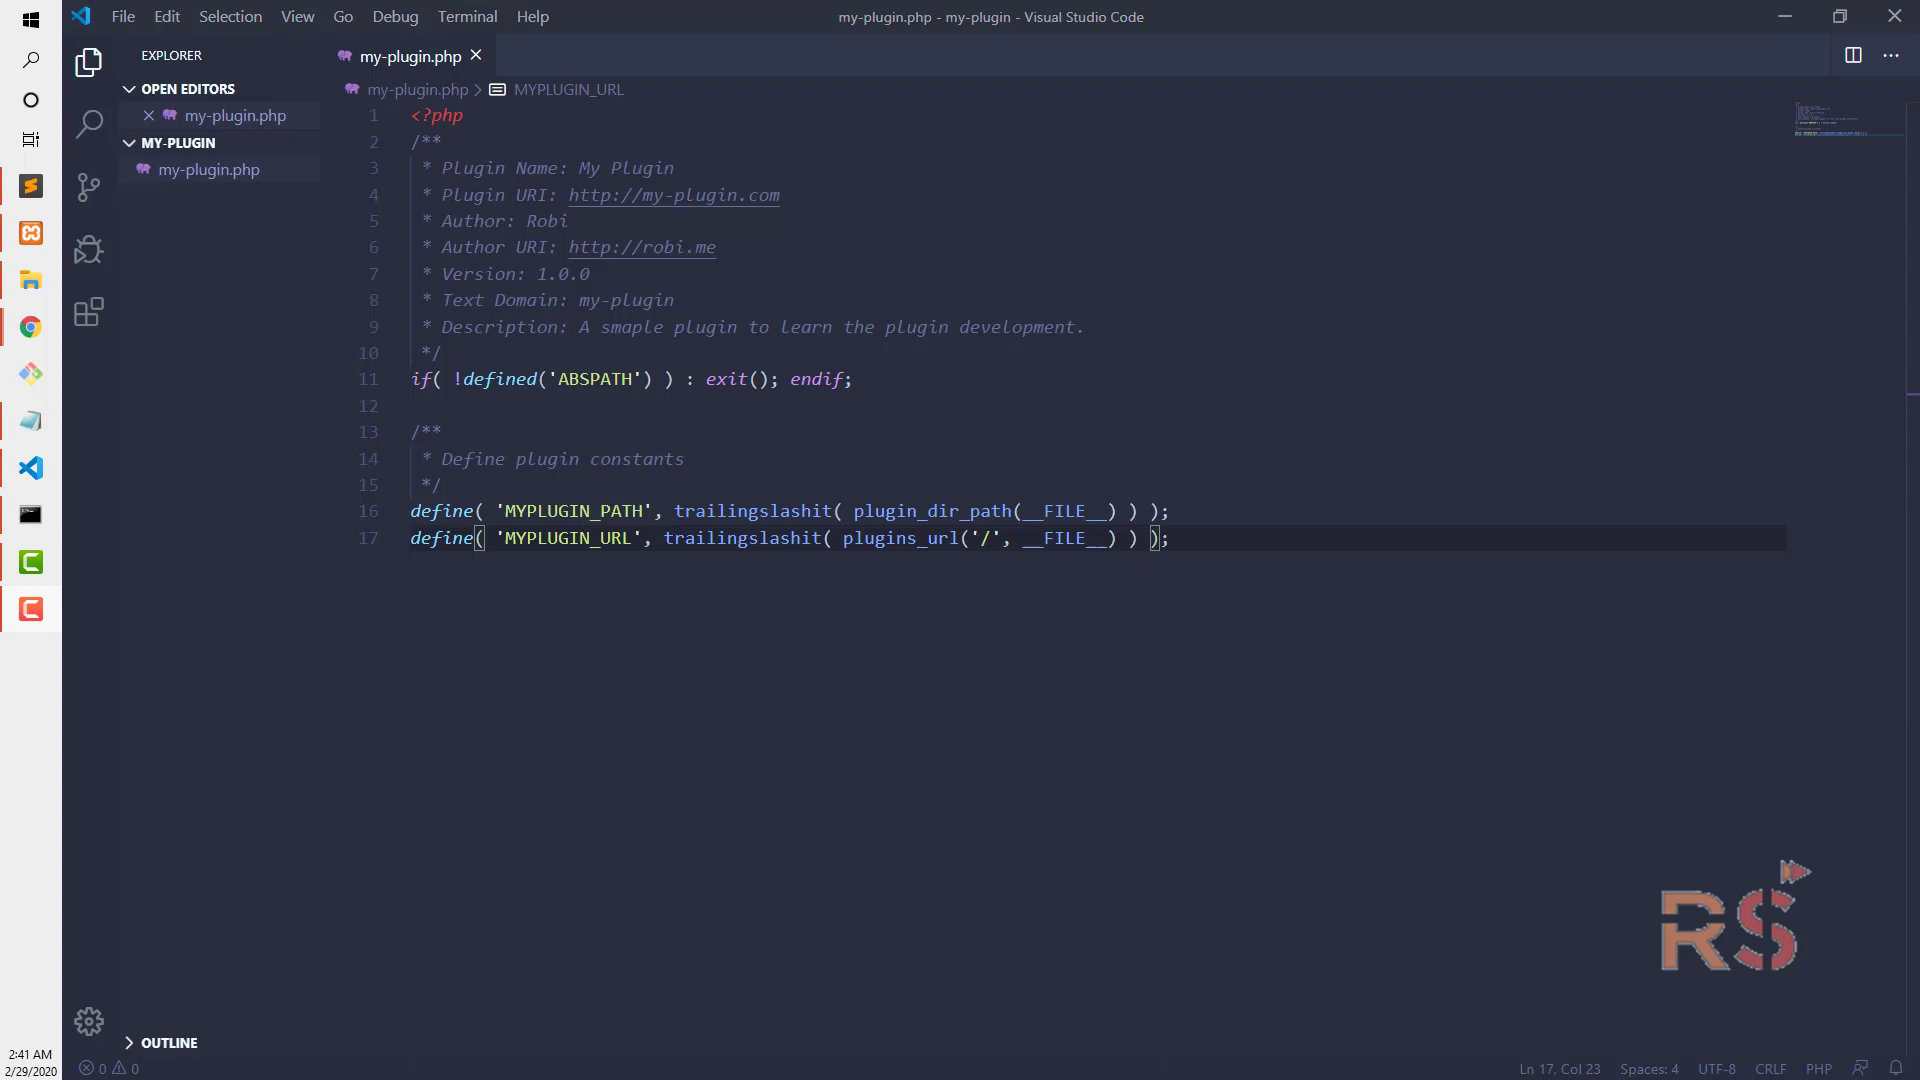 File Edit Selection View Go Debug Terminal Help
my-plugin.php - my-plugin - Visual Studio Code
EXPLORER
OPEN EDITORS
my-plugin.php
MY-PLUGIN
my-plugin.php
OUTLINE
my-plugin.php
my-plugin.php > MYPLUGIN_URL
1 <?php
2 /**
3 * Plugin Name: My Plugin
4 * Plugin URI: http://my-plugin.com
5 * Author: Robi
6 * Author URI: http://robi.me
7 * Version: 1.0.0
8 * Text Domain: my-plugin
9 * Description: A smaple plugin to learn the plugin development.
10 */
11 if( !defined('ABSPATH') ) : exit(); endif;
12
13 /**
14 * Define plugin constants
15 */
16 define( 'MYPLUGIN_PATH', trailingslashit( plugin_dir_path(__FILE__) ) );
17 define( 'MYPLUGIN_URL', trailingslashit( plugins_url('/', __FILE__) ) );
RS
2:41 AM
2/29/2020
0 0
Ln 17, Col 23 Spaces: 4 UTF-8 CRLF PHP